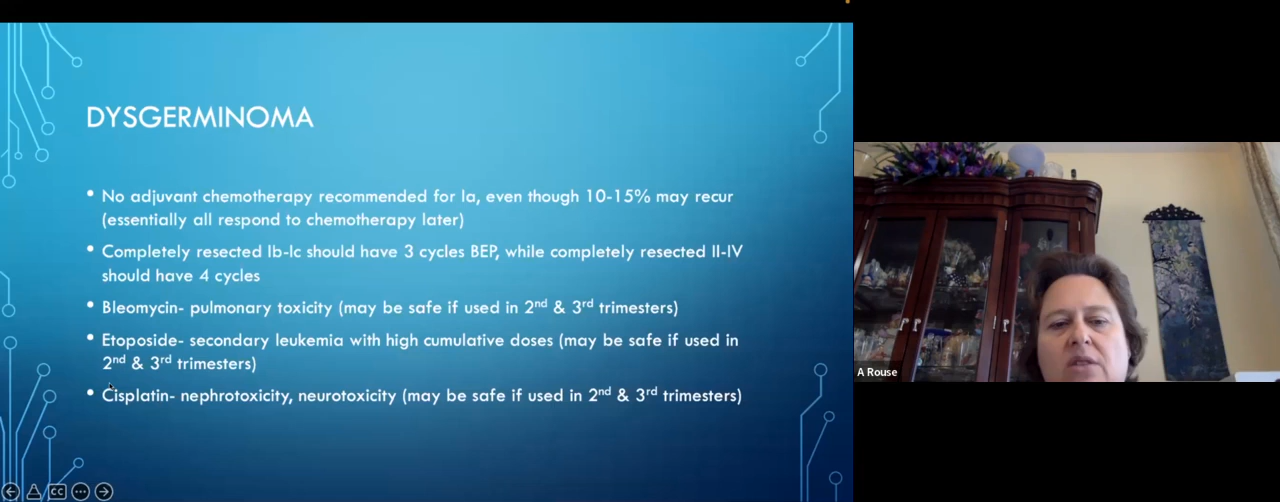 DYSGERMINOMA
• No adjuvant chemotherapy recommended for Ia, even though 10-15% may recur
(essentially all respond to chemotherapy later)
• Completely resected Ib-Ic should have 3 cycles BEP, while completely resected II-IV
should have 4 cycles
• Bleomycin- pulmonary toxicity (may be safe if used in 2nd & 3rd trimesters)
• Etoposide- secondary leukemia with high cumulative doses (may be safe if used in
2nd & 3rd trimesters)
• Cisplatin- nephrotoxicity, neurotoxicity (may be safe if used in 2nd & 3rd trimesters)
CC
A Rouse